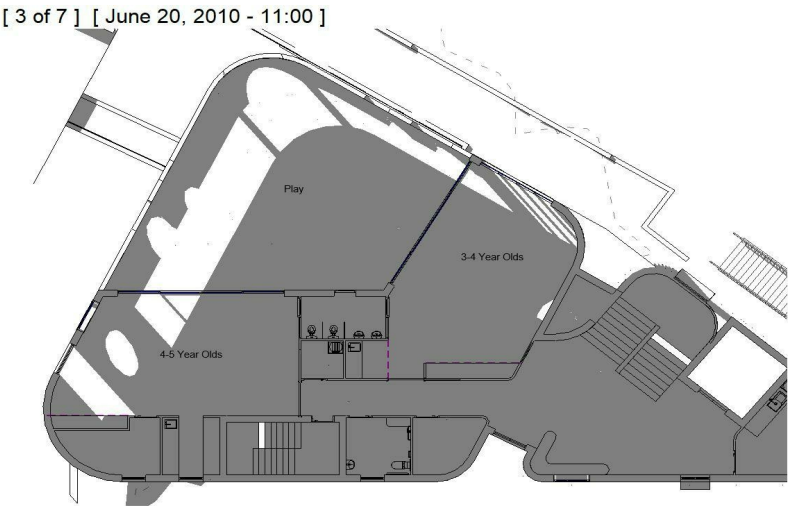 [ 3 of 7 ] [ June 20, 2010 - 11:00 ]
Play
3-4 Year Olds
4-5 Year Olds